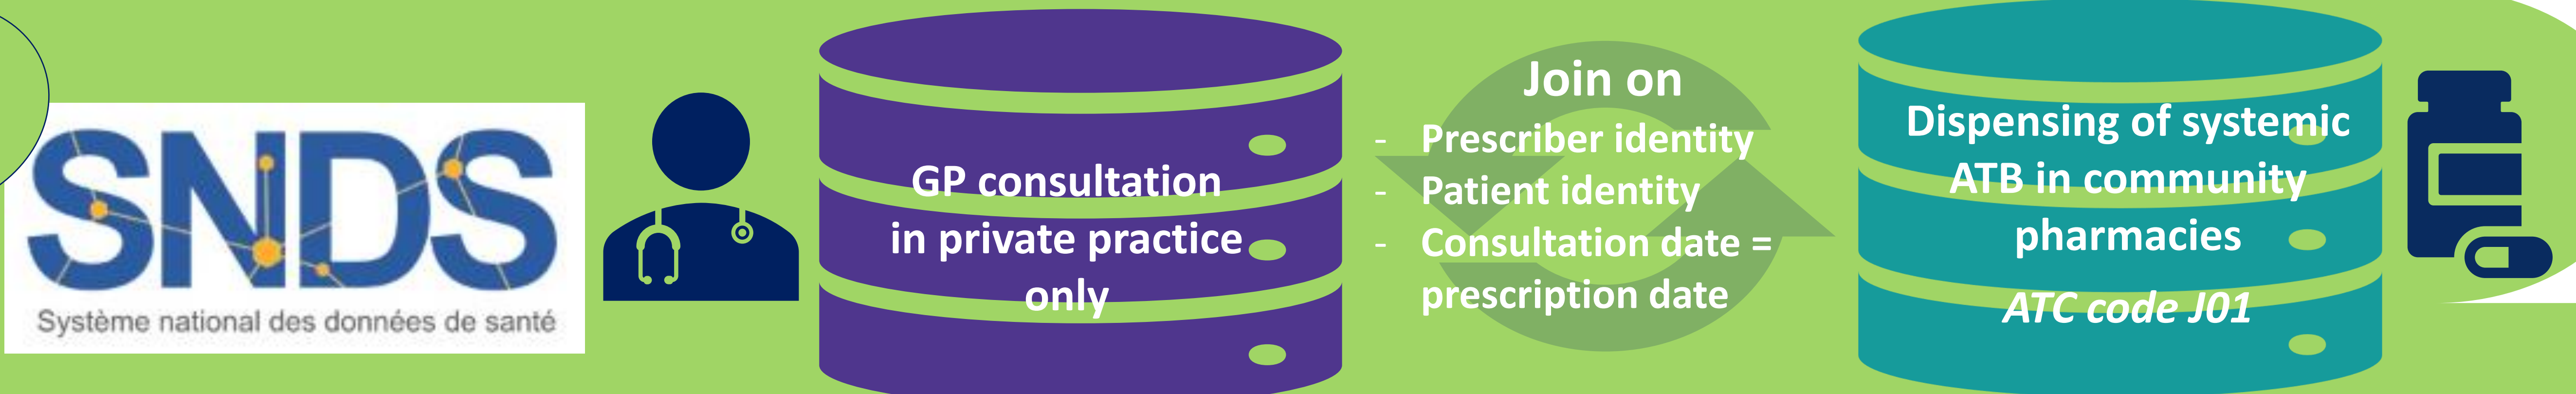 SNDS
Système national des données de santé
GP consultation
in private practice
only
Join on
- Prescriber identity
- Patient identity
- Consultation date =
prescription date
Dispensing of systemic
ATB in community
pharmacies
ATC code J01